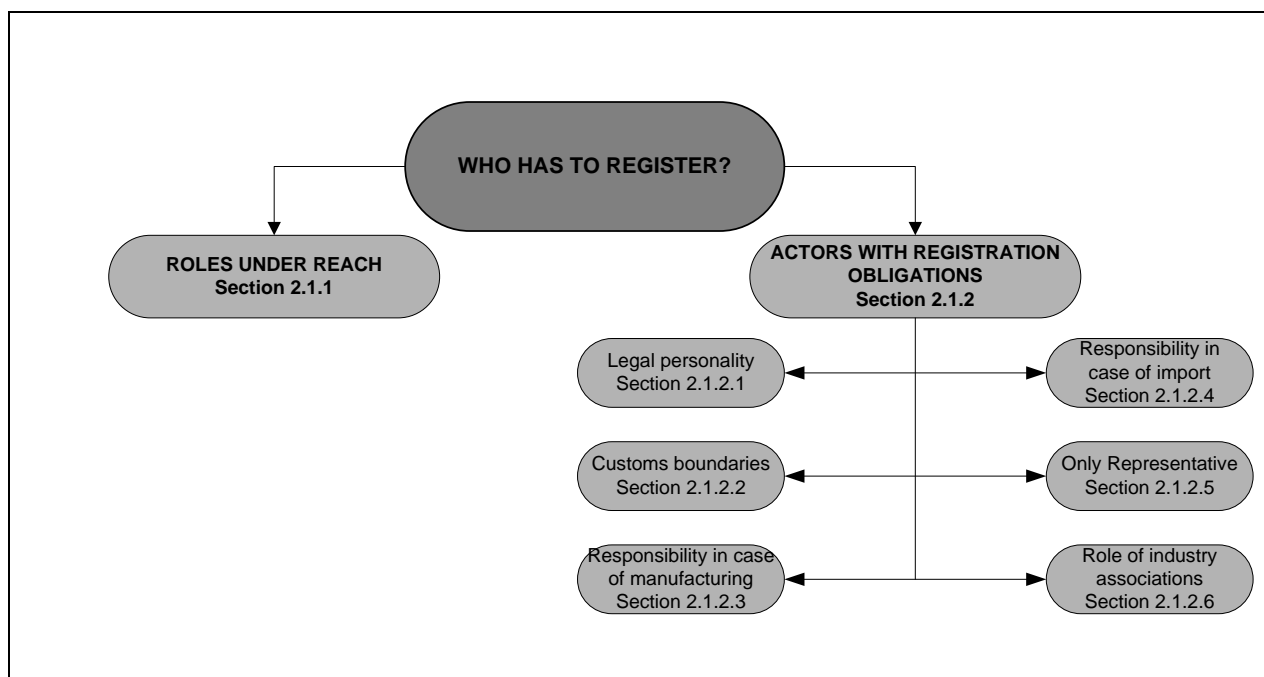 WHO HAS TO REGISTER?
ROLES UNDER REACH
Section 2.1.1
ACTORS WITH REGISTRATION
OBLIGATIONS
Section 2.1.2
Legal personality
Section 2.1.2.1
Responsibility in
case of import
Section 2.1.2.4
Customs boundaries
Section 2.1.2.2
Only Representative
Section 2.1.2.5
Responsibility in case
of manufacturing
Section 2.1.2.3
Role of industry
associations
Section 2.1.2.6